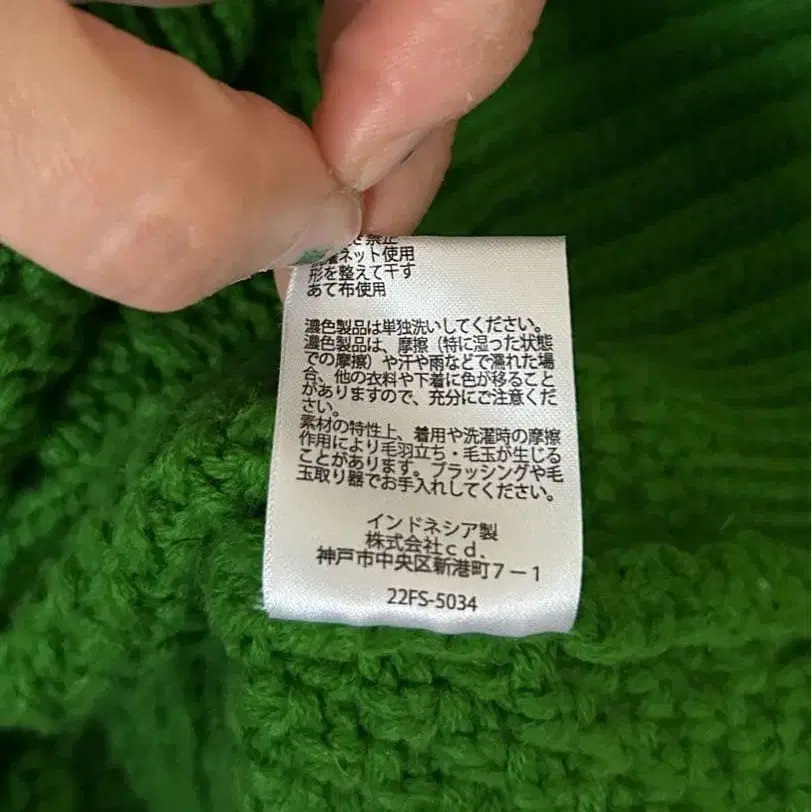 き禁止
ネット使用
形を整えて干す
あて布使用
濃色製品は単独洗いしてください。
濃色製品は、摩擦（特に湿った状態
での摩擦）や汗や雨などで濡れた場
合、他の衣料や下着に色が移ること
がありますので、充分にご注意くだ
さい。
素材の特性上、着用や洗濯時の摩擦
作用により毛羽立ち・毛玉が生じる
ことがあります。ブラッシングや毛
玉取り器でお手入れしてください。
インドネシア製
株式会社ｃｄ．
神戸市中央区新港町７－１
22FS-5034